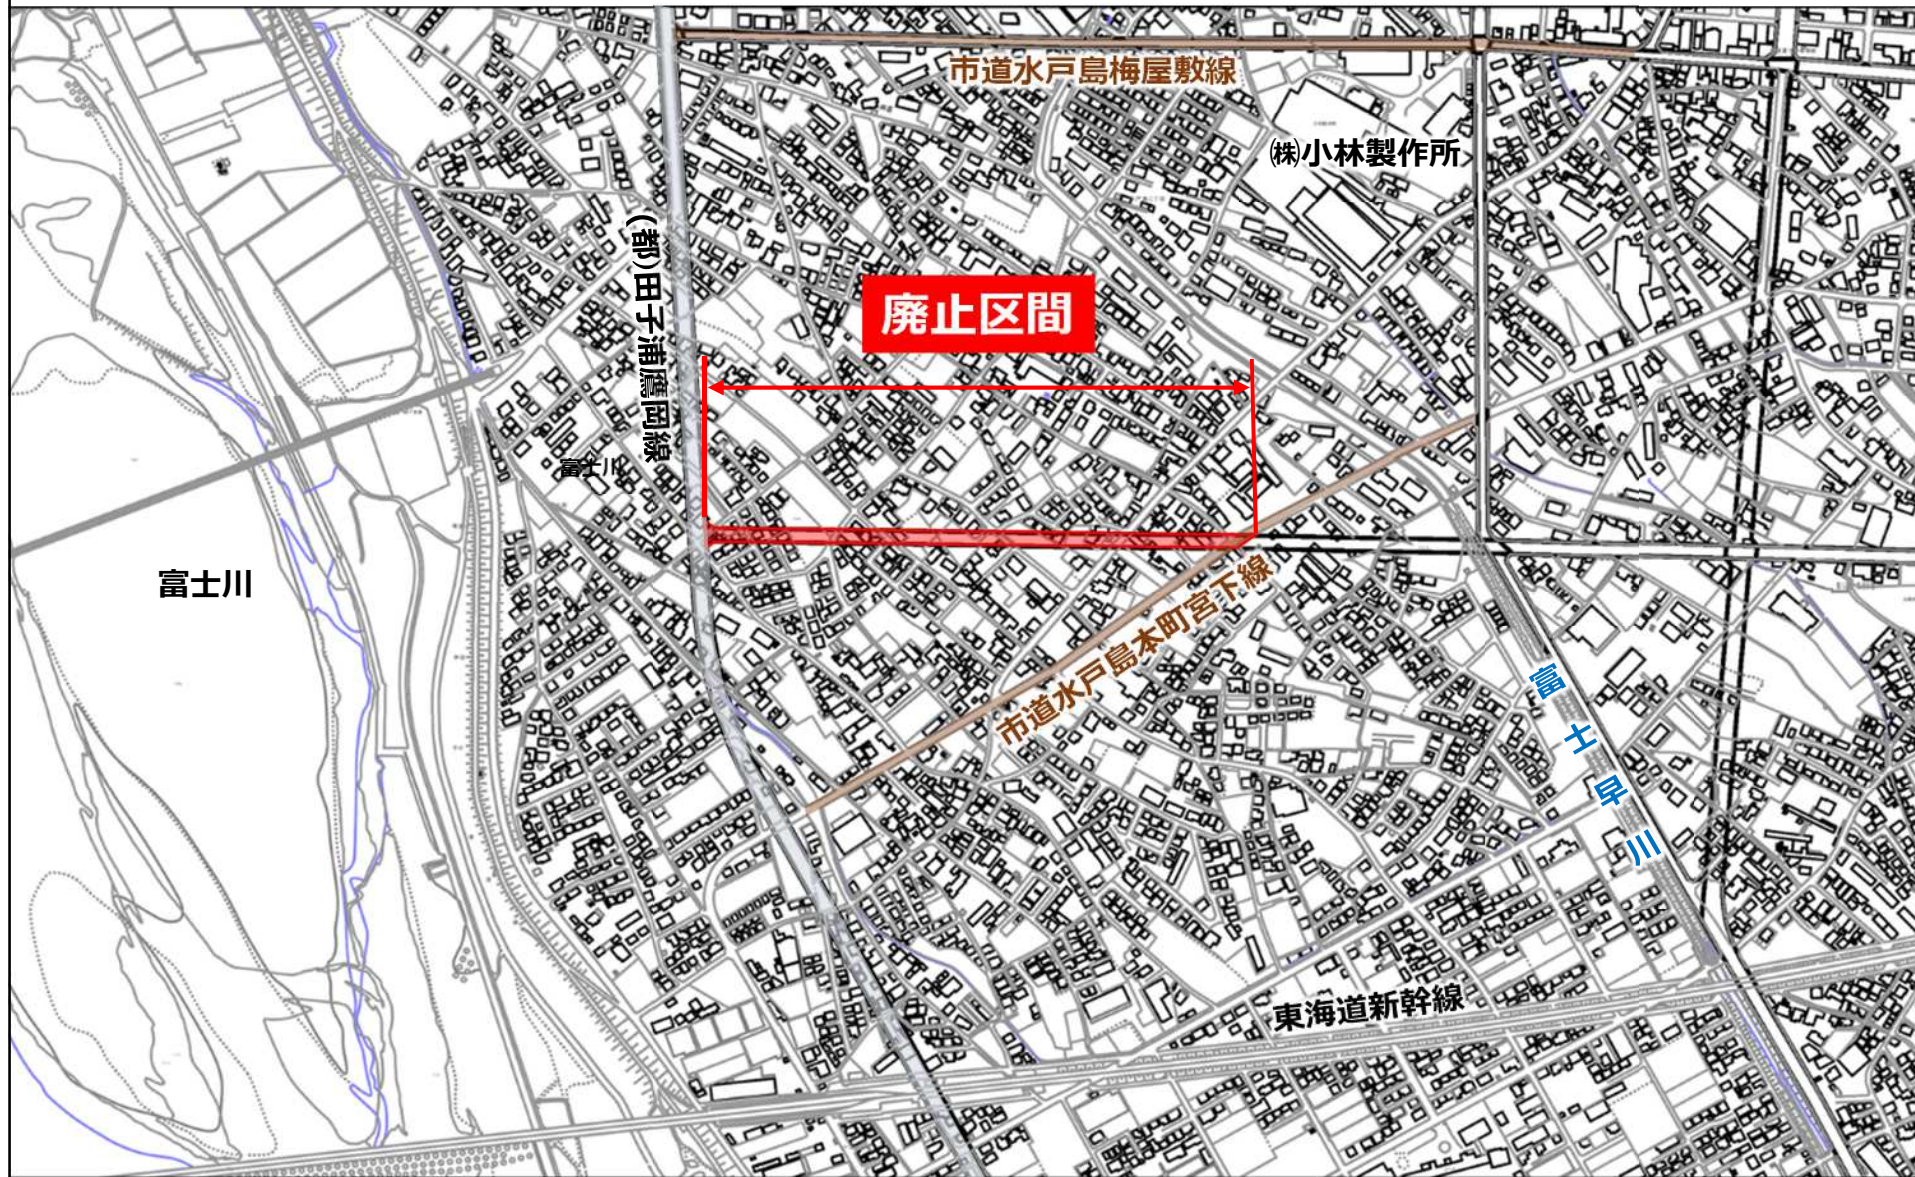 市道水戸島梅屋敷線
㈱小林製作所
(都)田子浦鷹岡線
廃止区間
富士川
富士川
市道水戸島本町宮下線
富士早川
東海道新幹線